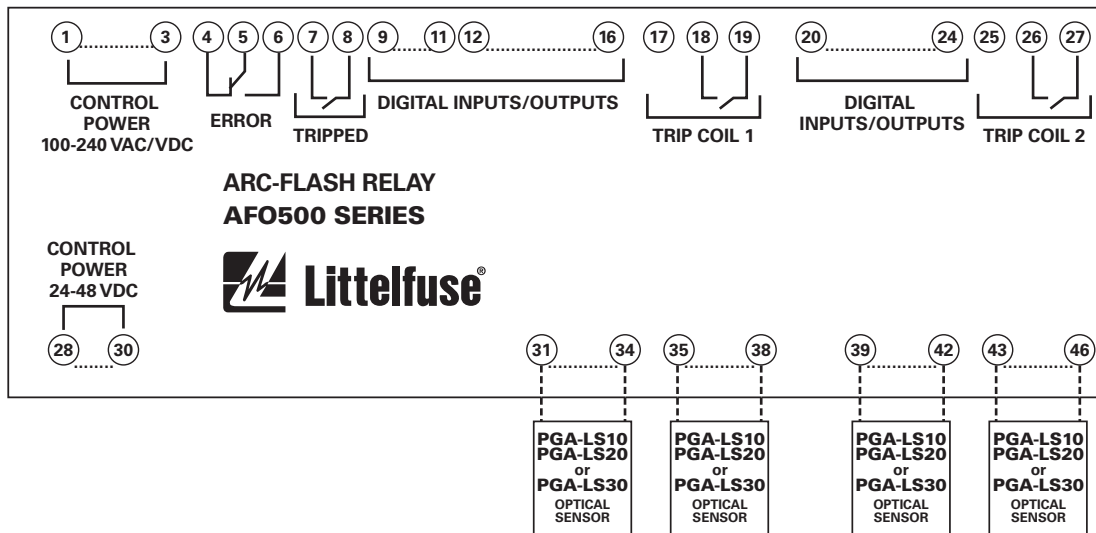 1 3 4 5 6 7 8 9 11 12 16 17 18 19 20 24 25 26 27
CONTROL
POWER
100-240 VAC/VDC
ERROR
TRIPPED
DIGITAL INPUTS/OUTPUTS
TRIP COIL 1
DIGITAL
INPUTS/OUTPUTS
TRIP COIL 2
ARC-FLASH RELAY
AFO500 SERIES
CONTROL
POWER
24-48 VDC
Littelfuse®
28 30
31 34 35 38 39 42 43 46
PGA-LS10
PGA-LS20
or
PGA-LS30
OPTICAL
SENSOR
PGA-LS10
PGA-LS20
or
PGA-LS30
OPTICAL
SENSOR
PGA-LS10
PGA-LS20
or
PGA-LS30
OPTICAL
SENSOR
PGA-LS10
PGA-LS20
or
PGA-LS30
OPTICAL
SENSOR